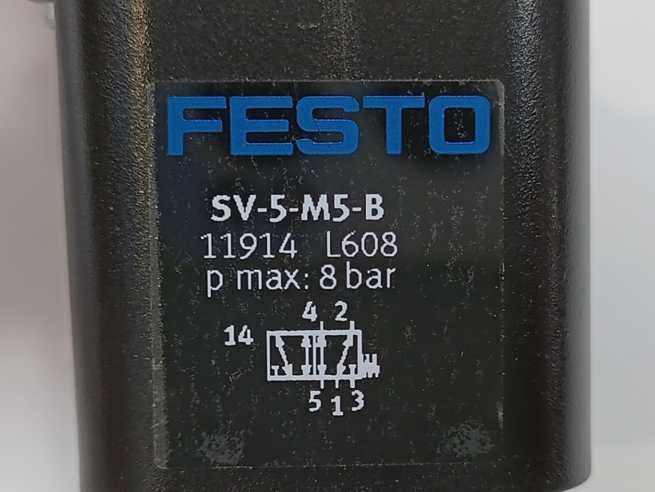 FESTO
SV-5-M5-B
11914 L608
p max: 8 bar
4 2
14
5 1 3